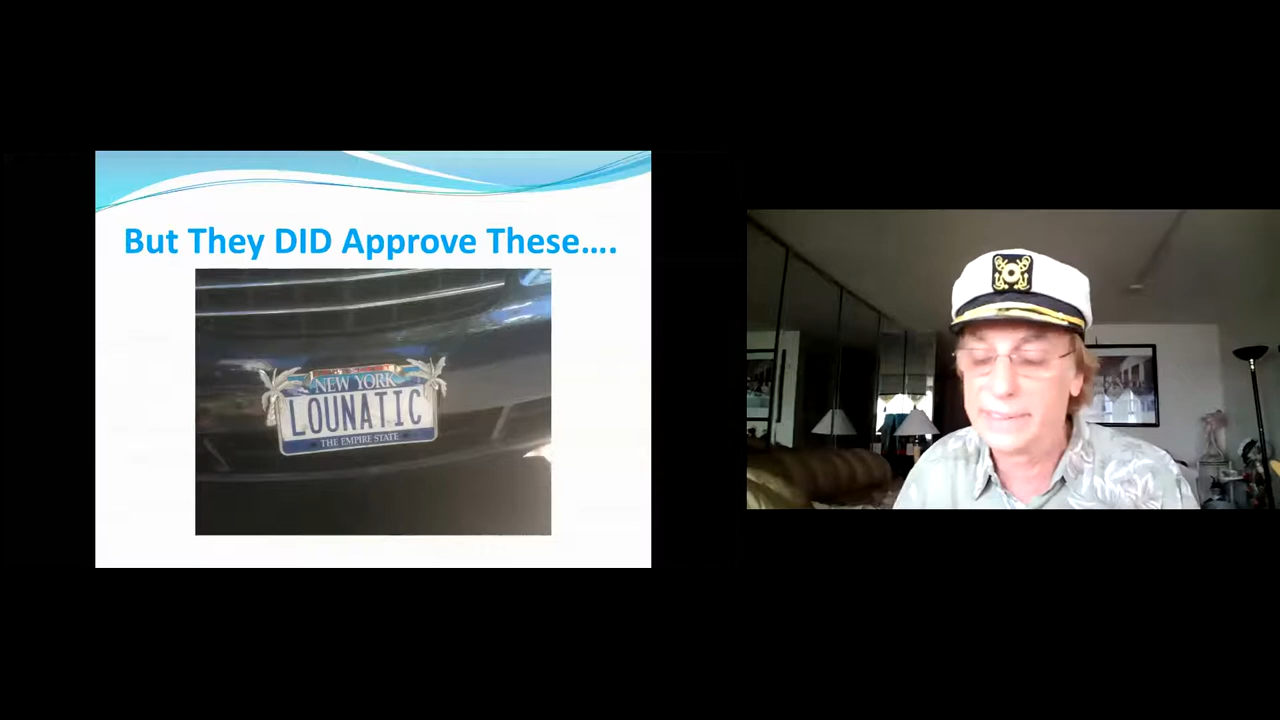 But They DID Approve These....
NEW YORK
LOUNATIC
THE EMPIRE STATE